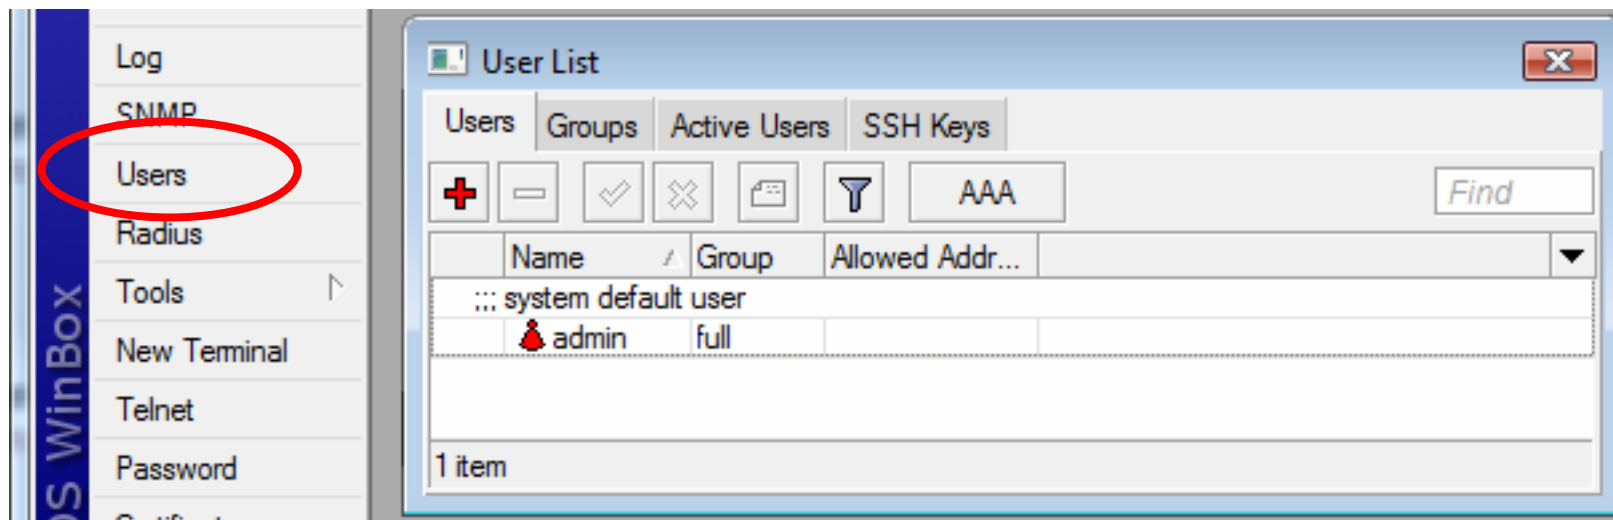 Log
SNMP
Users
Radius
Tools
New Terminal
Telnet
Password
OS WinBox
User List
Users Groups Active Users SSH Keys
AAA Find
Name Group Allowed Addr...
;;; system default user
admin full
1 item